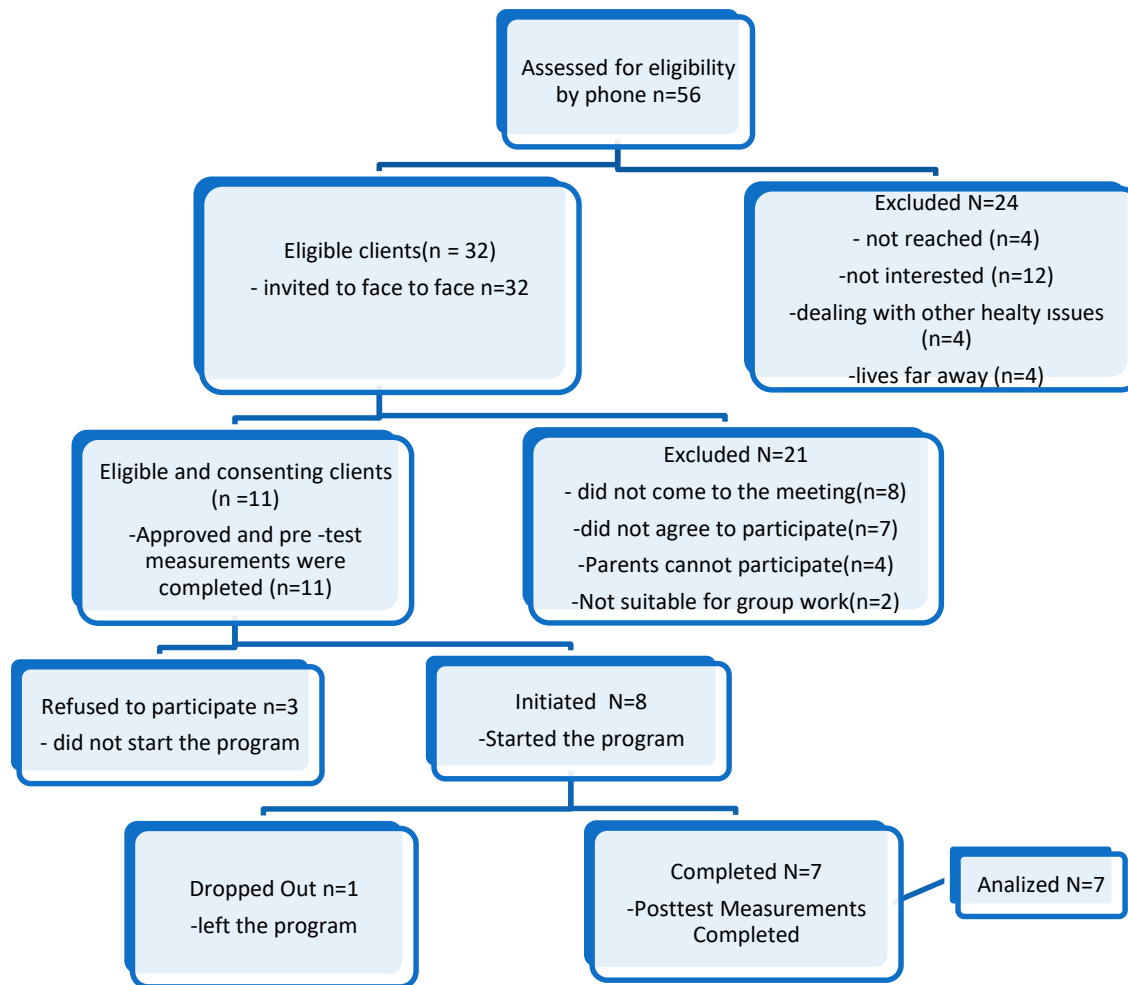 Assessed for eligibility
by phone n=56
Excluded N=24
- not reached (n=4)
-not interested (n=12)
-dealing with other healty ıssues
(n=4)
-lives far away (n=4)
Eligible clients(n = 32)
- invited to face to face n=32
Eligible and consenting clients
(n =11)
-Approved and pre -test
measurements were
completed (n=11)
Excluded N=21
- did not come to the meeting(n=8)
-did not agree to participate(n=7)
-Parents cannot participate(n=4)
-Not suitable for group work(n=2)
Refused to participate n=3
- did not start the program
Initiated N=8
-Started the program
Dropped Out n=1
-left the program
Completed N=7
-Posttest Measurements
Completed
Analized N=7